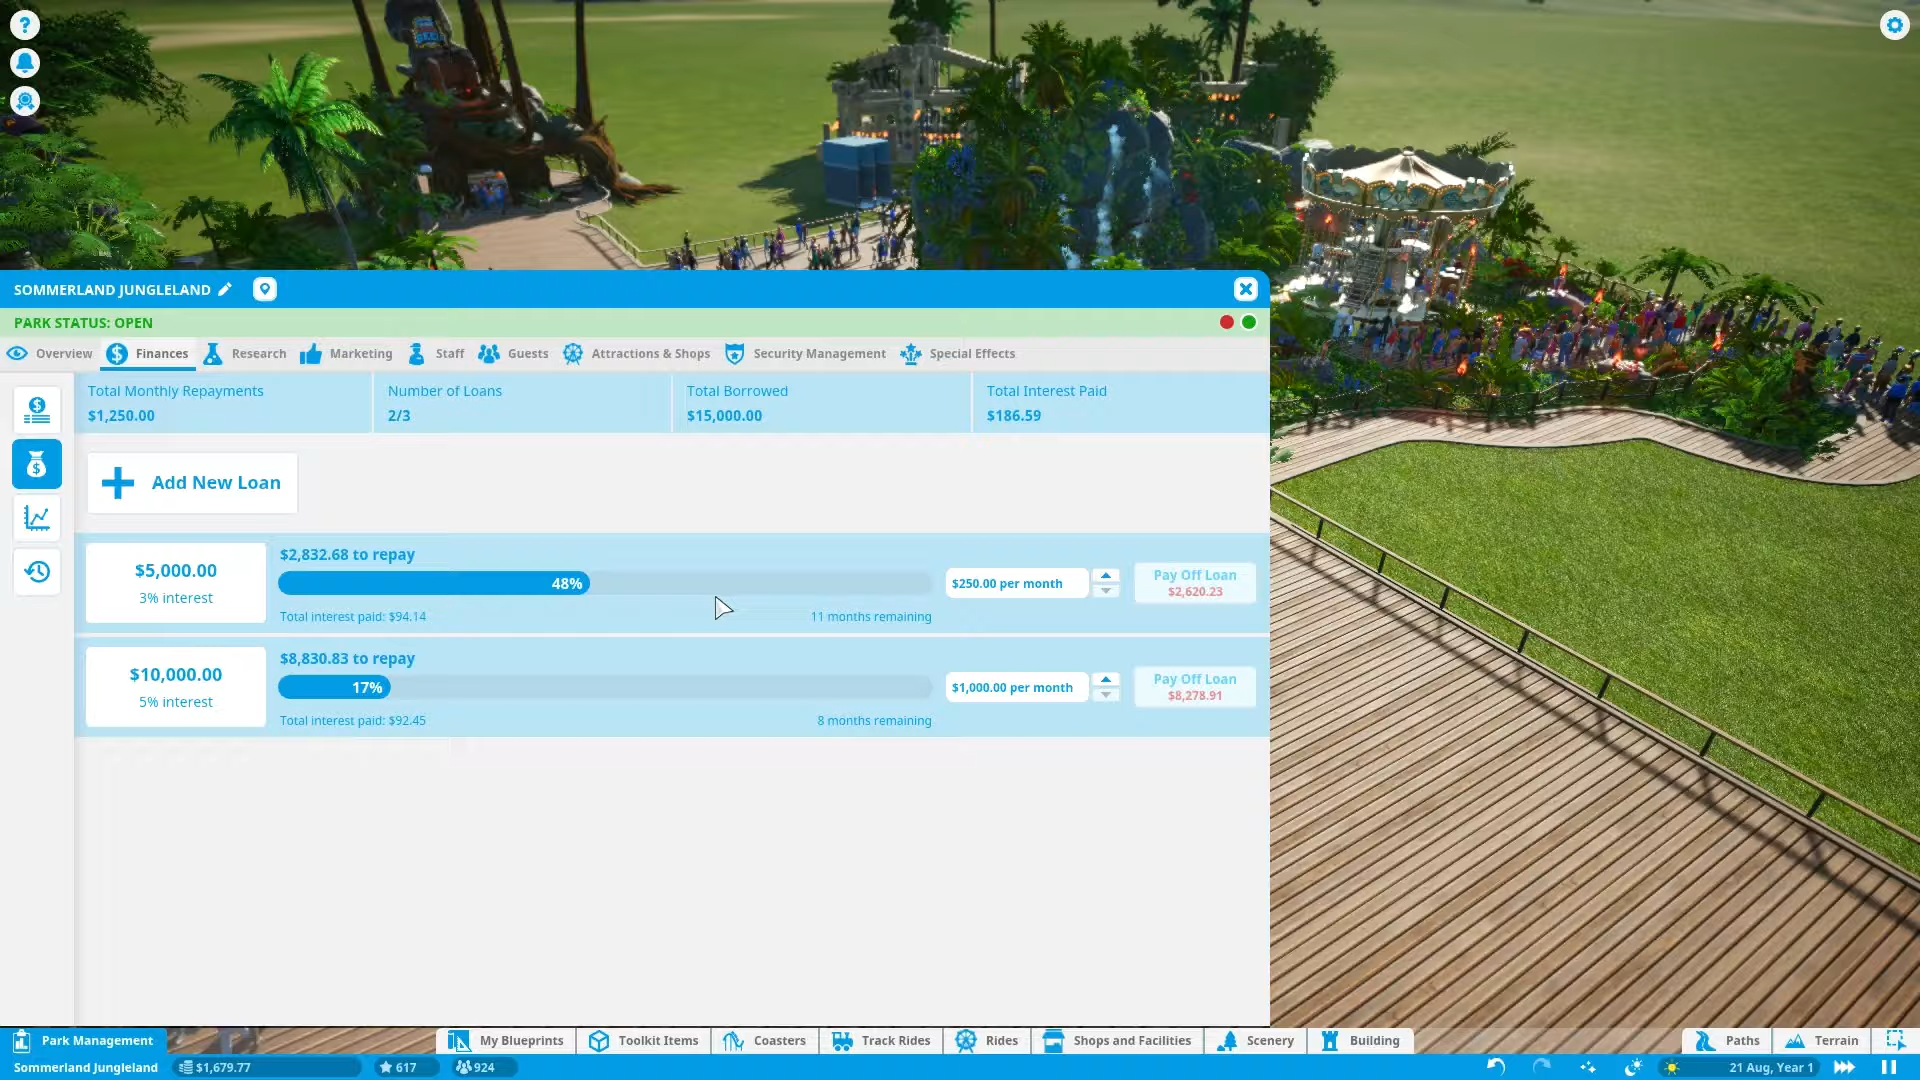 ?
SOMMERLAND JUNGLELAND
PARK STATUS: OPEN
Overview Finances Research Marketing Staff Guests Attractions & Shops Security Management Special Effects
Total Monthly Repayments
$1,250.00
Number of Loans
2/3
Total Borrowed
$15,000.00
Total Interest Paid
$186.59
Add New Loan
$5,000.00
3% interest
$2,832.68 to repay
48%
Total interest paid: $94.14
11 months remaining
$250.00 per month
Pay Off Loan
$2,620.23
$10,000.00
5% interest
$8,830.83 to repay
17%
Total interest paid: $92.45
8 months remaining
$1,000.00 per month
Pay Off Loan
$8,278.91
Park Management My Blueprints Toolkit Items Coasters Track Rides Rides Shops and Facilities Scenery Building Paths Terrain
Sommerland Jungleland $1,679.77 617 924 21 Aug, Year 1